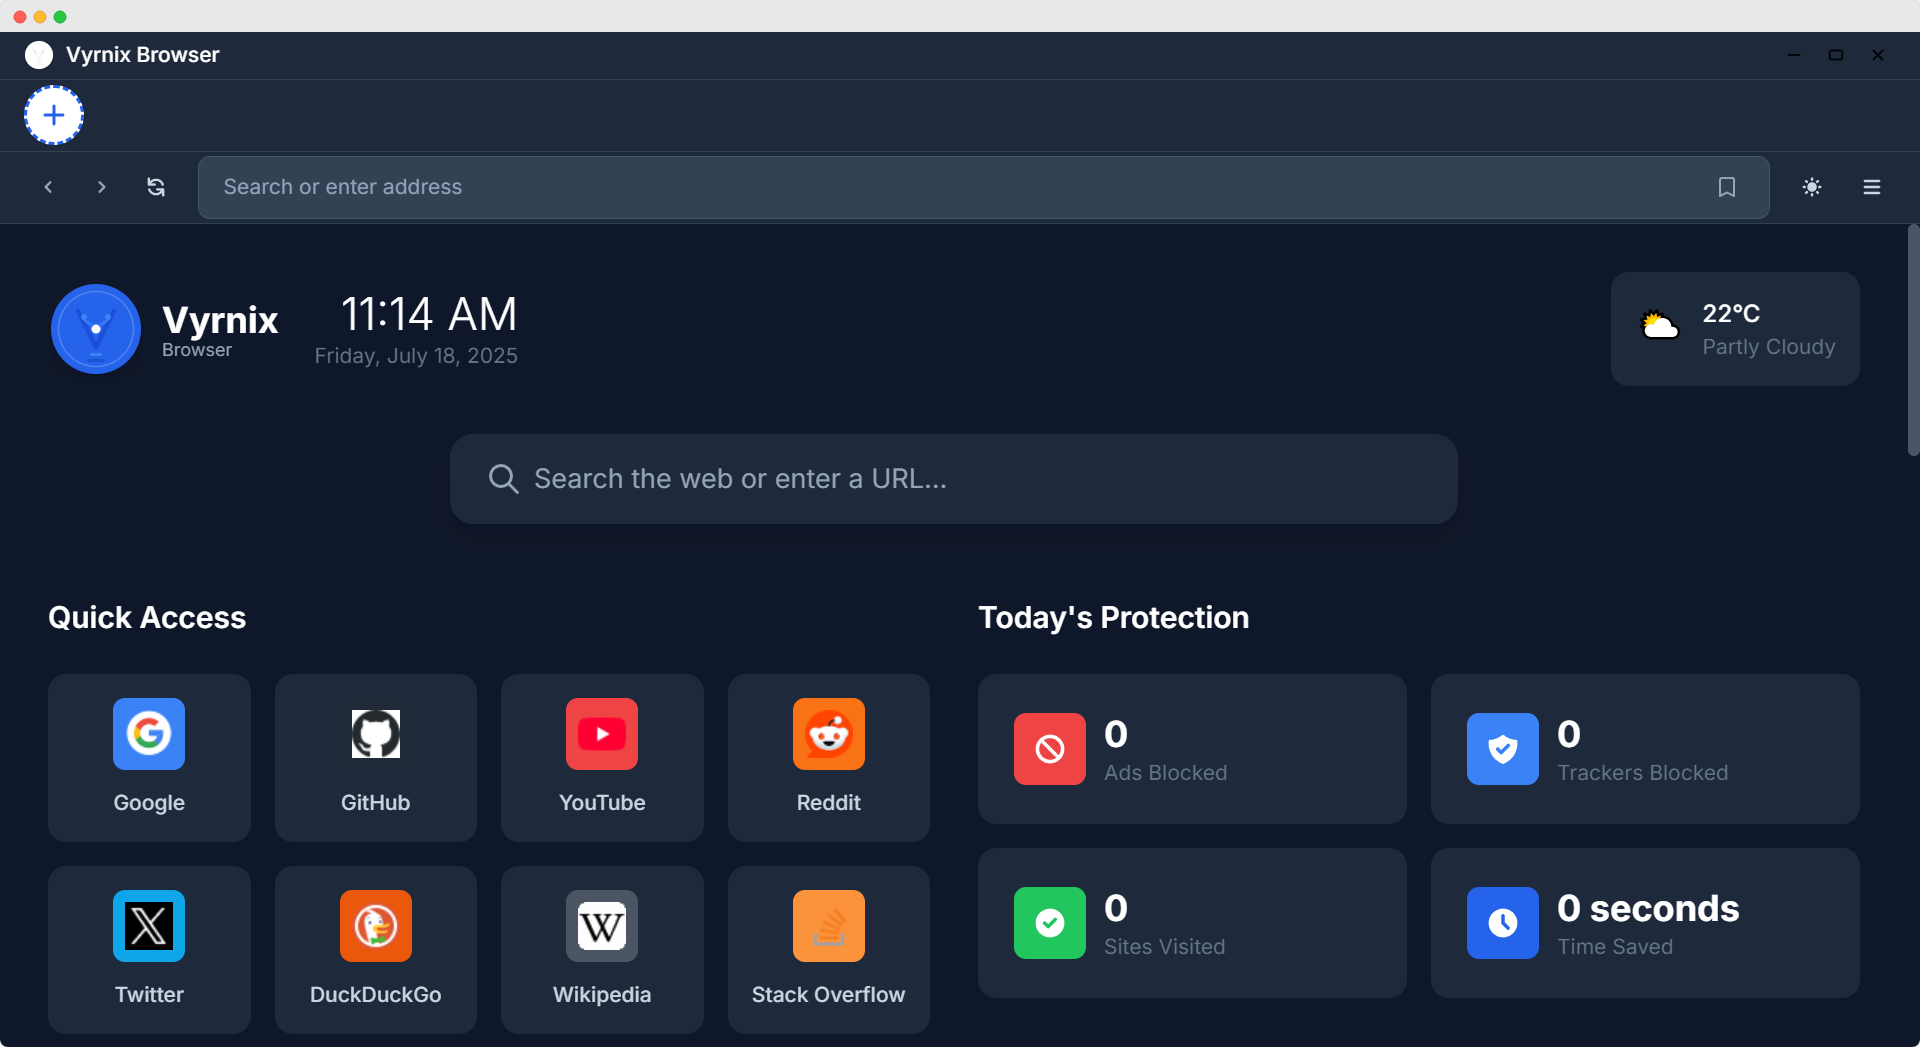 Vyrnix Browser
Search or enter address
Vyrnix
Browser
11:14 AM
Friday, July 18, 2025
22°C
Partly Cloudy
Search the web or enter a URL...
Quick Access
Google
GitHub
YouTube
Reddit
Twitter
DuckDuckGo
W
Wikipedia
Stack Overflow
Today's Protection
0
Ads Blocked
0
Trackers Blocked
0
Sites Visited
0 seconds
Time Saved